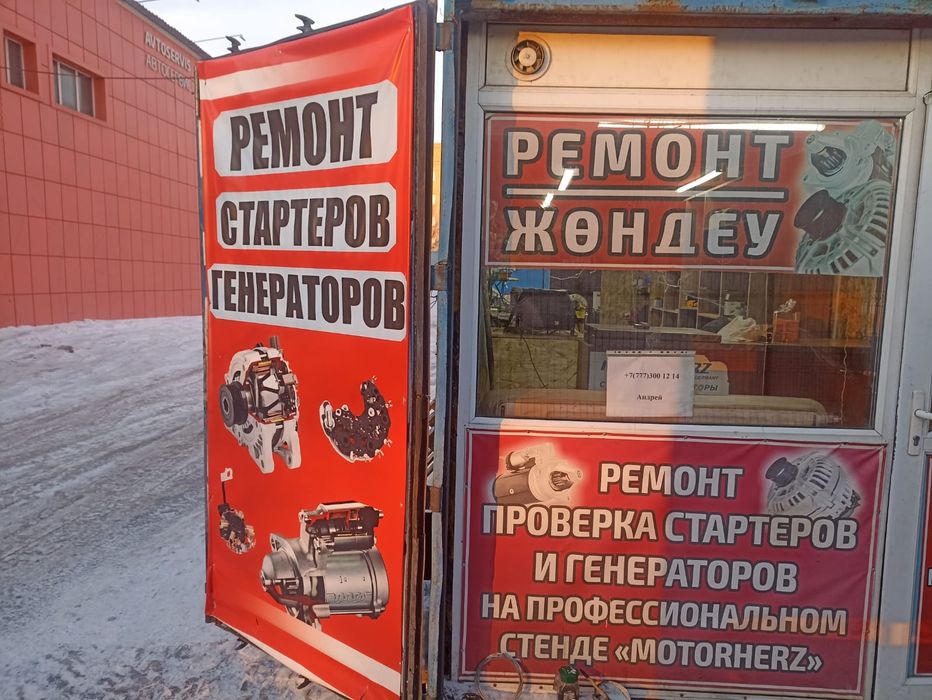 AVTOSERVIS
РЕМОНТ
СТАРТЕРОВ
ГЕНЕРАТОРОВ
РЕМОНТ
ЖӨНДЕУ
+7(777)300 12 14
Андрей
РЕМОНТ
ПРОВЕРКА СТАРТЕРОВ
И ГЕНЕРАТОРОВ
НА ПРОФЕССИОНАЛЬНОМ
СТЕНДЕ «MOTORHERZ»